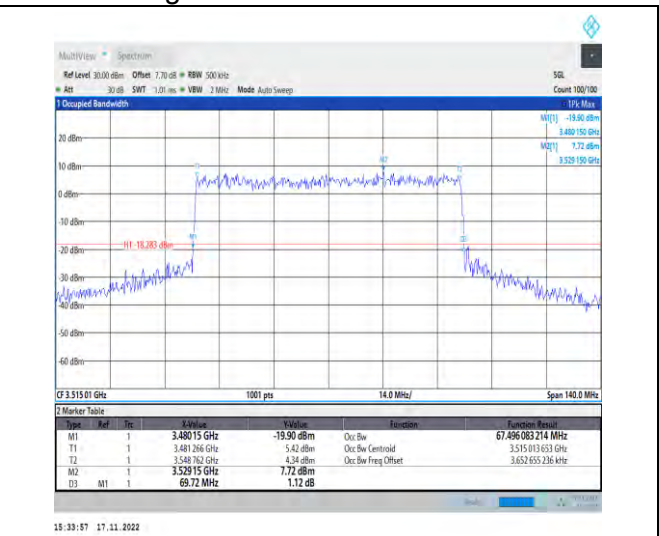 MultiView Spectrum
Ref Level 30.00 dBm Offset 7.70 dB RBW 500 kHz SGL
Att 30 dB SWT 1.01 ms VBW 2 MHz Mode Auto Sweep Count 100/100
1 Occupied Bandwidth 1Pk Max
M1[1] -19.90 dBm
3.480 150 GHz
M2[1] 7.72 dBm
3.529 150 GHz
20 dBm
M2
T1
T2
10 dBm
0 dBm
-10 dBm
M1
D3
H1 -18.283 dBm
-20 dBm
-30 dBm
-40 dBm
-50 dBm
-60 dBm
CF 3.515 01 GHz 1001 pts 14.0 MHz/ Span 140.0 MHz
2 Marker Table
Type Ref Trc X-Value Y-Value Function Function Result
M1 1 3.480 15 GHz -19.90 dBm Occ Bw 67.496 083 214 MHz
T1 1 3.481 266 GHz 5.42 dBm Occ Bw Centroid 3.515 013 653 GHz
T2 1 3.548 762 GHz 4.34 dBm Occ Bw Freq Offset 3.652 655 236 kHz
M2 1 3.529 15 GHz 7.72 dBm
D3 M1 1 69.72 MHz 1.12 dB
15:33:57 17.11.2022